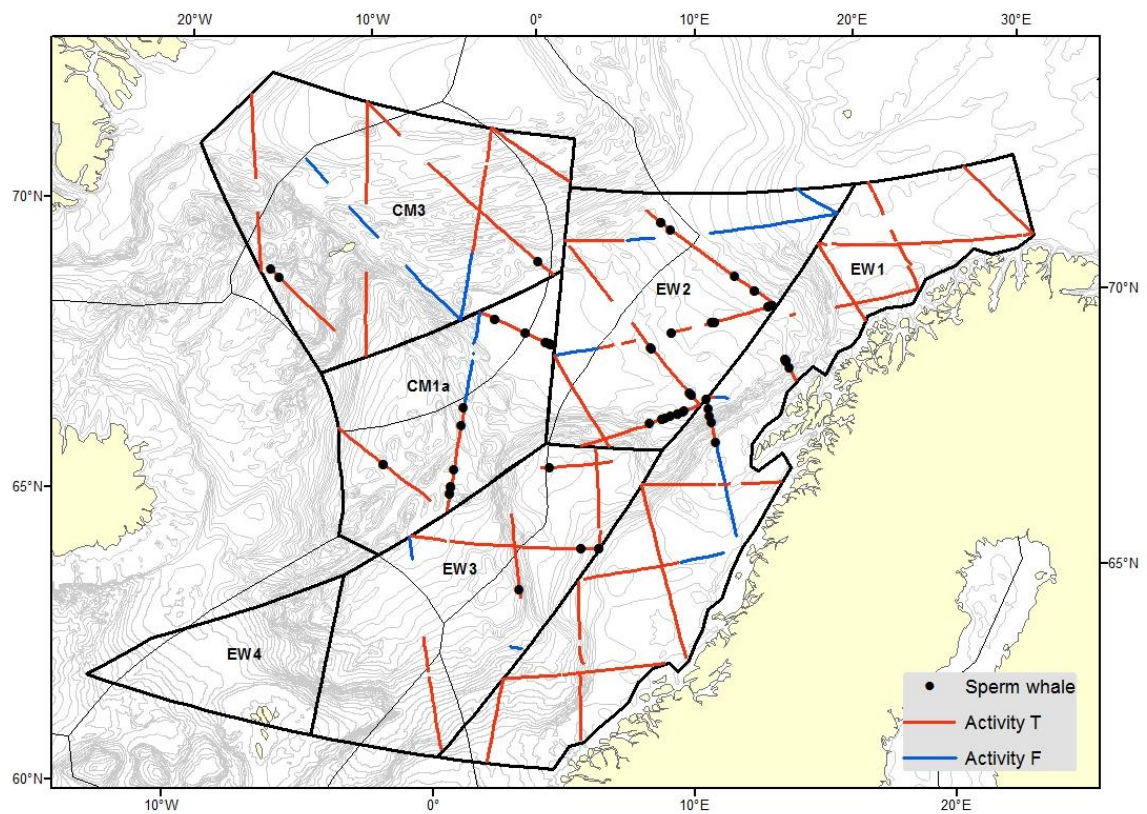 20°W 10°W 0° 10°E 20°E 30°E
70°N
CM3
EW1
EW2
70°N
CM1a
65°N
65°N
EW3
EW4
Sperm whale
Activity T
Activity F
60°N
10°W 0° 10°E 20°E